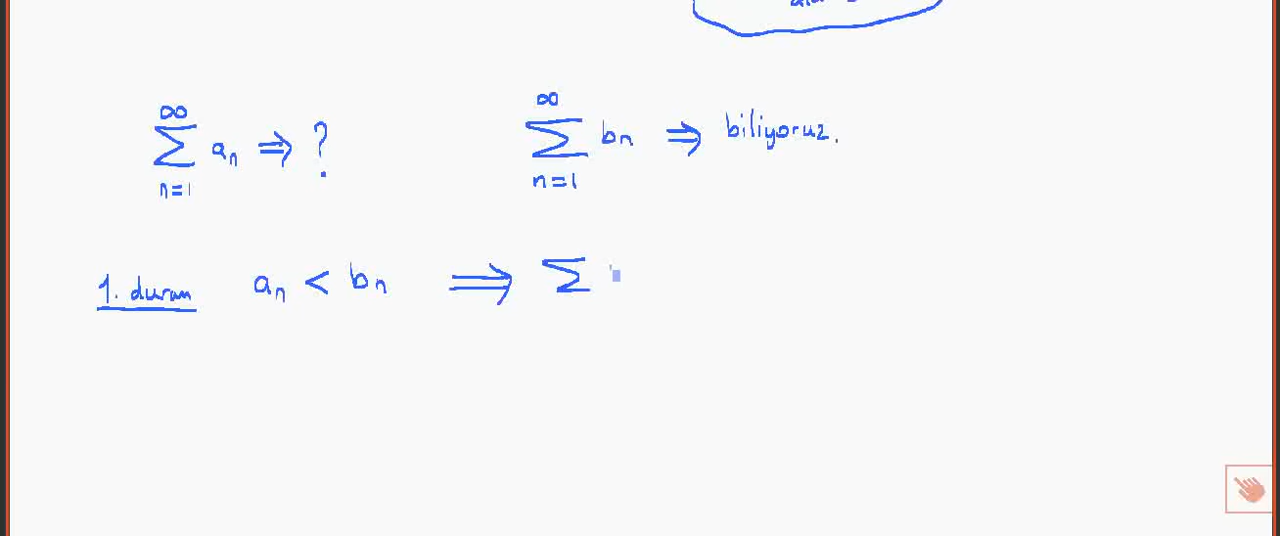 ∞
∑ aₙ ⇒ ?
n=1
∞
∑ bₙ ⇒ biliyoruz.
n=1
1. durum aₙ < bₙ ⟹ ∑